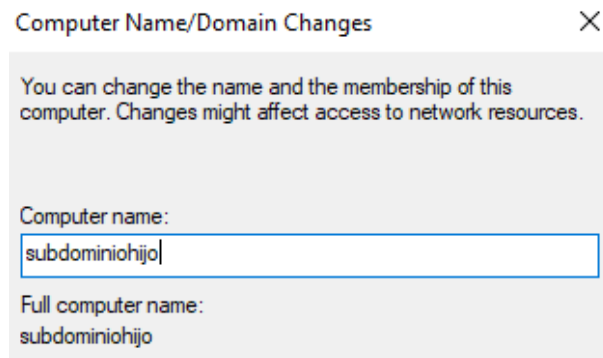 Computer Name/Domain Changes
You can change the name and the membership of this
computer. Changes might affect access to network resources.
Computer name:
subdominiohijo
Full computer name:
subdominiohijo